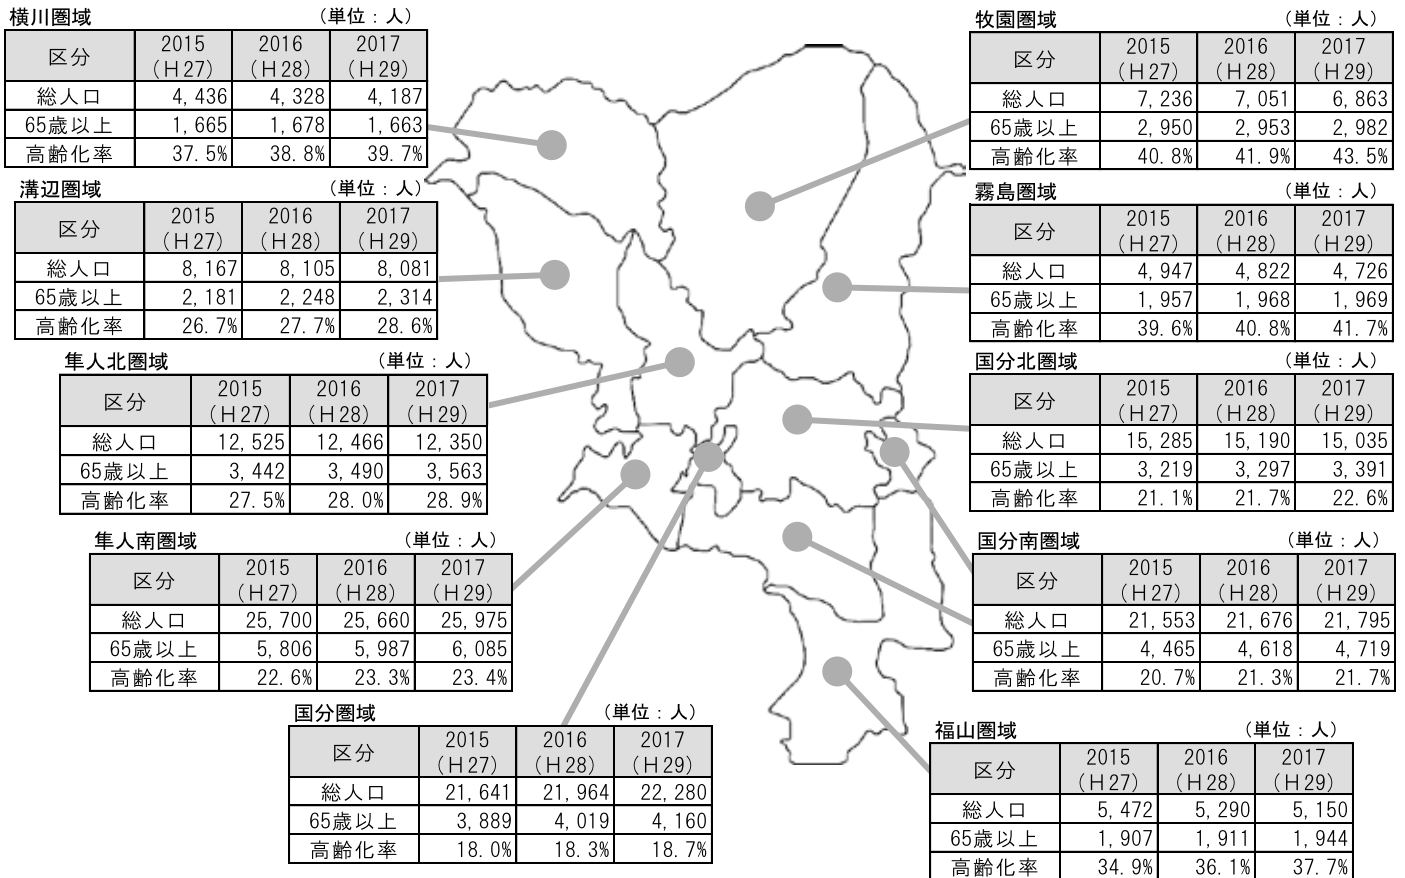 横川圏域 (単位:人)
区分 2015 (H27) 2016 (H28) 2017 (H29)
総人口 4,436 4,328 4,187
65歳以上 1,665 1,678 1,663
高齢化率 37.5% 38.8% 39.7%
溝辺圏域 (単位:人)
区分 2015 (H27) 2016 (H28) 2017 (H29)
総人口 8,167 8,105 8,081
65歳以上 2,181 2,248 2,314
高齢化率 26.7% 27.7% 28.6%
隼人北圏域 (単位:人)
区分 2015 (H27) 2016 (H28) 2017 (H29)
総人口 12,525 12,466 12,350
65歳以上 3,442 3,490 3,563
高齢化率 27.5% 28.0% 28.9%
隼人南圏域 (単位:人)
区分 2015 (H27) 2016 (H28) 2017 (H29)
総人口 25,700 25,660 25,975
65歳以上 5,806 5,987 6,085
高齢化率 22.6% 23.3% 23.4%
国分圏域 (単位:人)
区分 2015 (H27) 2016 (H28) 2017 (H29)
総人口 21,641 21,964 22,280
65歳以上 3,889 4,019 4,160
高齢化率 18.0% 18.3% 18.7%
牧園圏域 (単位:人)
区分 2015 (H27) 2016 (H28) 2017 (H29)
総人口 7,236 7,051 6,863
65歳以上 2,950 2,953 2,982
高齢化率 40.8% 41.9% 43.5%
霧島圏域 (単位:人)
区分 2015 (H27) 2016 (H28) 2017 (H29)
総人口 4,947 4,822 4,726
65歳以上 1,957 1,968 1,969
高齢化率 39.6% 40.8% 41.7%
国分北圏域 (単位:人)
区分 2015 (H27) 2016 (H28) 2017 (H29)
総人口 15,285 15,190 15,035
65歳以上 3,219 3,297 3,391
高齢化率 21.1% 21.7% 22.6%
国分南圏域 (単位:人)
区分 2015 (H27) 2016 (H28) 2017 (H29)
総人口 21,553 21,676 21,795
65歳以上 4,465 4,618 4,719
高齢化率 20.7% 21.3% 21.7%
福山圏域 (単位:人)
区分 2015 (H27) 2016 (H28) 2017 (H29)
総人口 5,472 5,290 5,150
65歳以上 1,907 1,911 1,944
高齢化率 34.9% 36.1% 37.7%